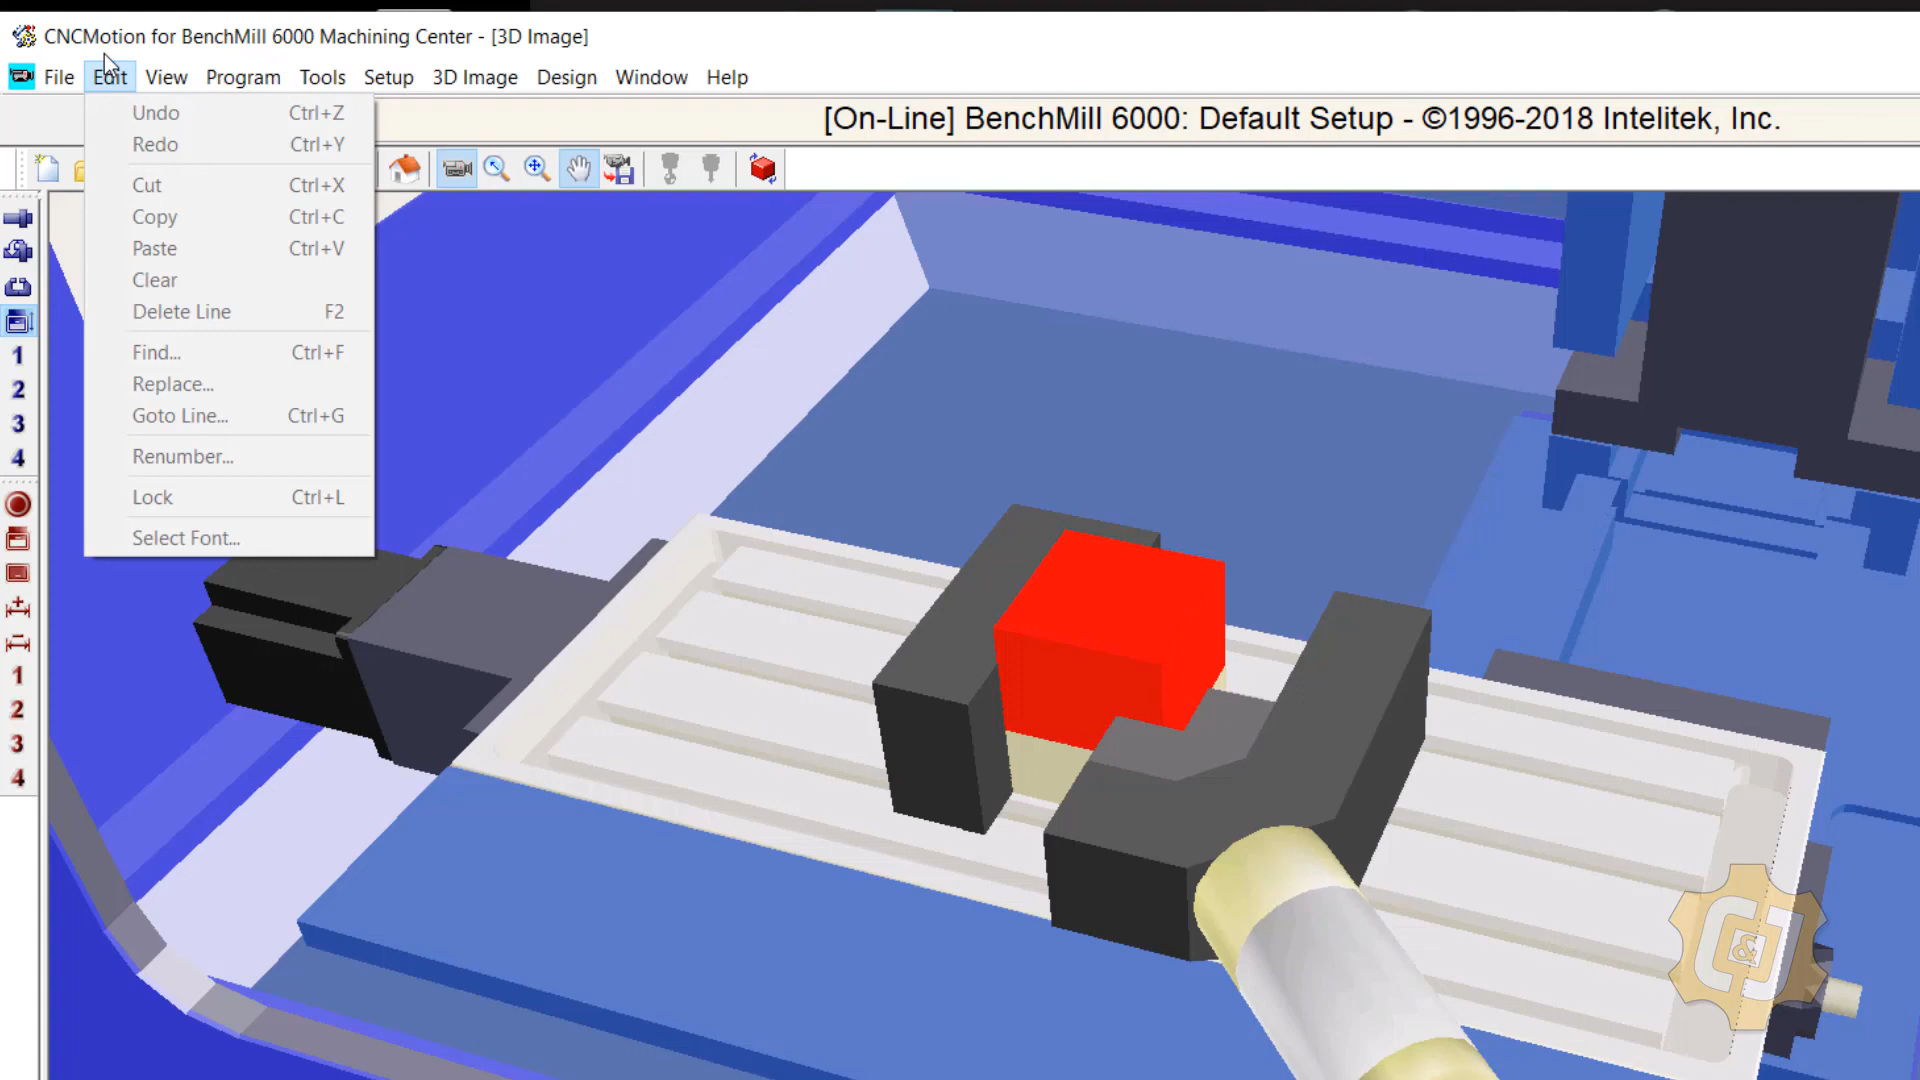 CNCMotion for BenchMill 6000 Machining Center - [3D Image]
File Edit View Program Tools Setup 3D Image Design Window Help
[On-Line] BenchMill 6000: Default Setup - ©1996-2018 Intelitek, Inc.
Undo Ctrl+Z
Redo Ctrl+Y
Cut Ctrl+X
Copy Ctrl+C
Paste Ctrl+V
Clear
Delete Line F2
Find... Ctrl+F
Replace...
Goto Line... Ctrl+G
Renumber...
Lock Ctrl+L
Select Font...
1
2
3
4
1
2
3
4
G&J